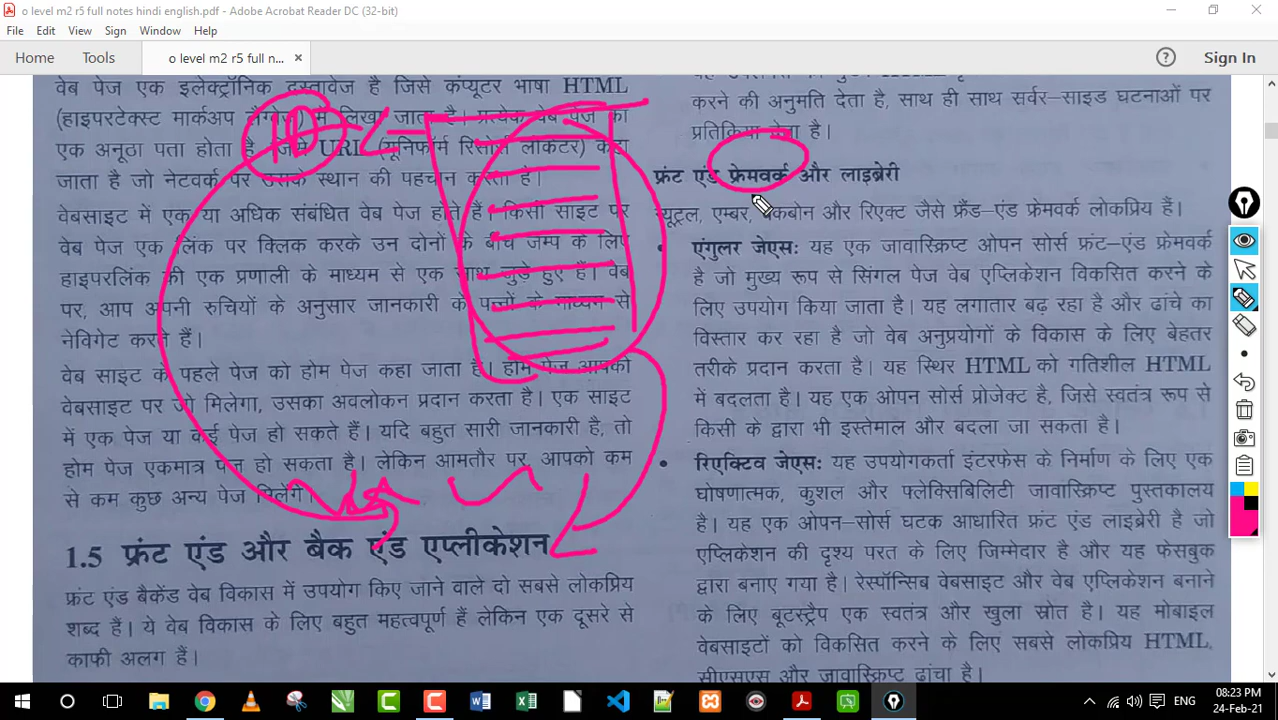 o level m2 r5 full notes hindi english.pdf - Adobe Acrobat Reader DC (32-bit)
File Edit View Sign Window Help
Home Tools o level m2 r5 full n... × Sign In
वेब पेज एक इलेक्ट्रॉनिक दस्तावेज है जिसे कंप्यूटर भाषा HTML
(हाइपरटेक्स्ट मार्कअप लैंग्वेज) में लिखा जाता है। प्रत्येक वेब पेज का
एक अनूठा पता होता है, जिसे URL (यूनिफॉर्म रिसोर्स लोकेटर) कहा
जाता है जो नेटवर्क पर उसके स्थान की पहचान करता है।
वेबसाइट में एक या अधिक संबंधित वेब पेज होते हैं। किसी साइट पर
वेब पेज एक लिंक पर क्लिक करके उन दोनों के बीच जम्प के लिए
हाइपरलिंक की एक प्रणाली के माध्यम से एक साथ जुड़े हुए हैं। वेब
पर, आप अपनी रुचियों के अनुसार जानकारी के पन्नों के माध्यम से
नेविगेट करते हैं।
वेब साइट के पहले पेज को होम पेज कहा जाता है। होम पेज आपको
वेबसाइट पर जो मिलेगा, उसका अवलोकन प्रदान करता है। एक साइट
में एक पेज या कई पेज हो सकते हैं। यदि बहुत सारी जानकारी है, तो
होम पेज एकमात्र पेज हो सकता है। लेकिन आमतौर पर, आपको कम
से कम कुछ अन्य पेज मिलेंगे।
1.5 फ्रंट एंड और बैक एंड एप्लीकेशन
फ्रंट एंड बैकेंड वेब विकास में उपयोग किए जाने वाले दो सबसे लोकप्रिय
शब्द हैं। ये वेब विकास के लिए बहुत महत्वपूर्ण हैं लेकिन एक दूसरे से
काफी अलग हैं।
करने की अनुमति देता है, साथ ही साथ सर्वर-साइड घटनाओं पर
प्रतिक्रिया देता है।
फ्रंट एंड फ्रेमवर्क और लाइब्रेरी
एम्बर, बैकबोन और रिएक्ट जैसे फ्रैंड-एंड फ्रेमवर्क लोकप्रिय हैं।
• एंगुलर जेएस: यह एक जावास्क्रिप्ट ओपन सोर्स फ्रंट-एंड फ्रेमवर्क
है जो मुख्य रूप से सिंगल पेज वेब एप्लिकेशन विकसित करने के
लिए उपयोग किया जाता है। यह लगातार बढ़ रहा है और ढांचे का
विस्तार कर रहा है जो वेब अनुप्रयोगों के विकास के लिए बेहतर
तरीके प्रदान करता है। यह स्थिर HTML को गतिशील HTML
में बदलता है। यह एक ओपन सोर्स प्रोजेक्ट है, जिसे स्वतंत्र रूप से
किसी के द्वारा भी इस्तेमाल और बदला जा सकता है।
• रिएक्टिव जेएस: यह उपयोगकर्ता इंटरफेस के निर्माण के लिए एक
घोषणात्मक, कुशल और फ्लेक्सिबिलिटी जावास्क्रिप्ट पुस्तकालय
है। यह एक ओपन-सोर्स घटक आधारित फ्रंट एंड लाइब्रेरी है जो
एप्लिकेशन की दृश्य परत के लिए जिम्मेदार है और यह फेसबुक
द्वारा बनाए गया है। रेस्पॉन्सिब वेबसाइट और वेब एप्लिकेशन बनाने
के लिए बूटस्ट्रैप एक स्वतंत्र और खुला स्रोत है। यह मोबाइल
वेबसाइटों को विकसित करने के लिए सबसे लोकप्रिय HTML,
सीएसएस और जावास्क्रिप्ट ढांचा है।
ENG
08:23 PM
24-Feb-21